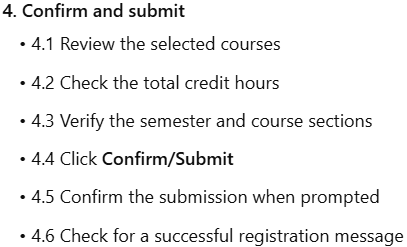 4. Confirm and submit
• 4.1 Review the selected courses
• 4.2 Check the total credit hours
• 4.3 Verify the semester and course sections
• 4.4 Click Confirm/Submit
• 4.5 Confirm the submission when prompted
• 4.6 Check for a successful registration message